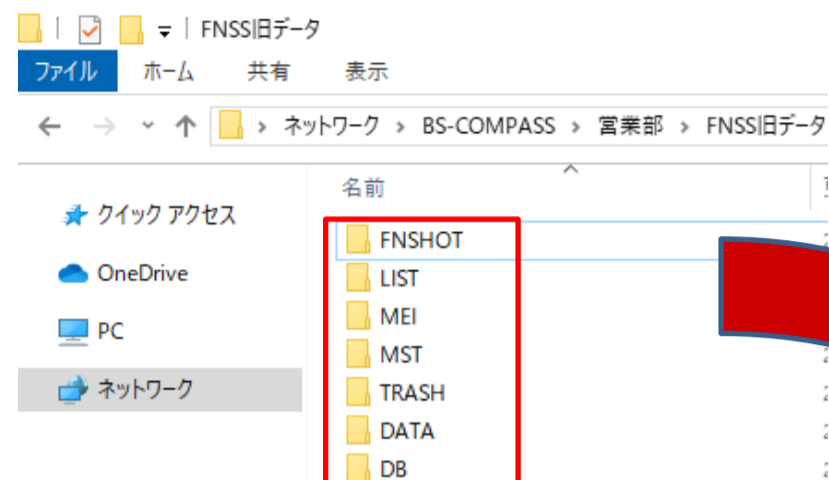 FNSS旧データ
ファイル ホーム 共有 表示
ネットワーク > BS-COMPASS > 営業部 > FNSS旧データ
名前
クイック アクセス
OneDrive
PC
ネットワーク
FNSHOT
LIST
MEI
MST
TRASH
DATA
DB